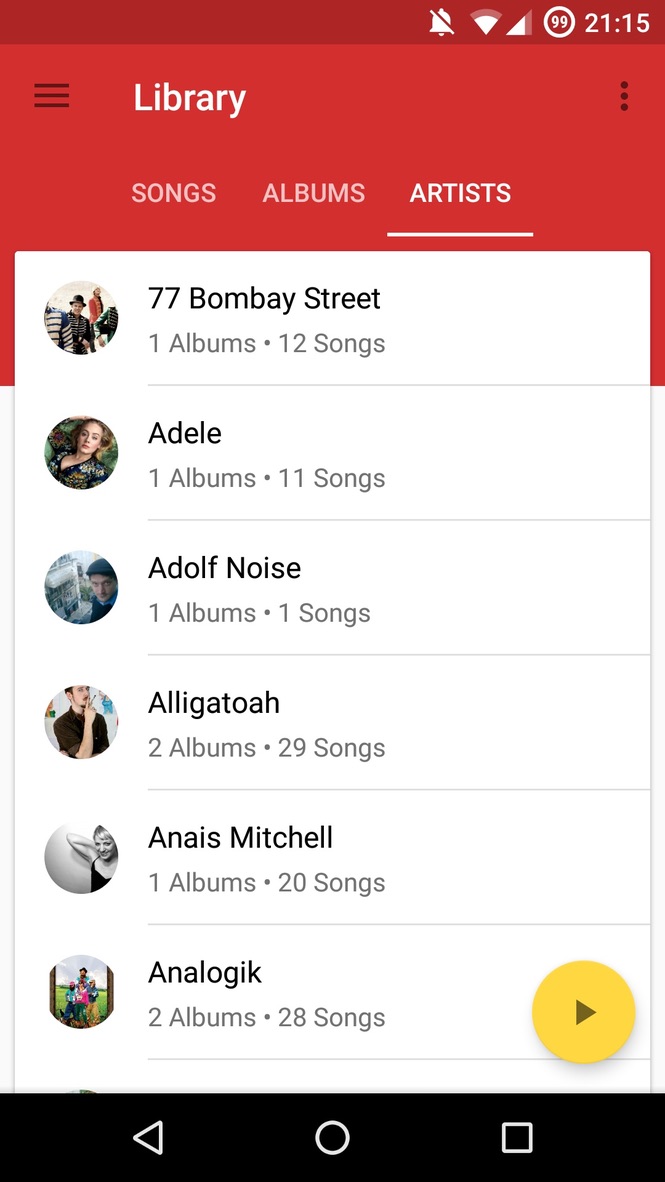 99 21:15
Library
SONGS ALBUMS ARTISTS
77 Bombay Street
1 Albums • 12 Songs
Adele
1 Albums • 11 Songs
Adolf Noise
1 Albums • 1 Songs
Alligatoah
2 Albums • 29 Songs
Anais Mitchell
1 Albums • 20 Songs
Analogik
2 Albums • 28 Songs